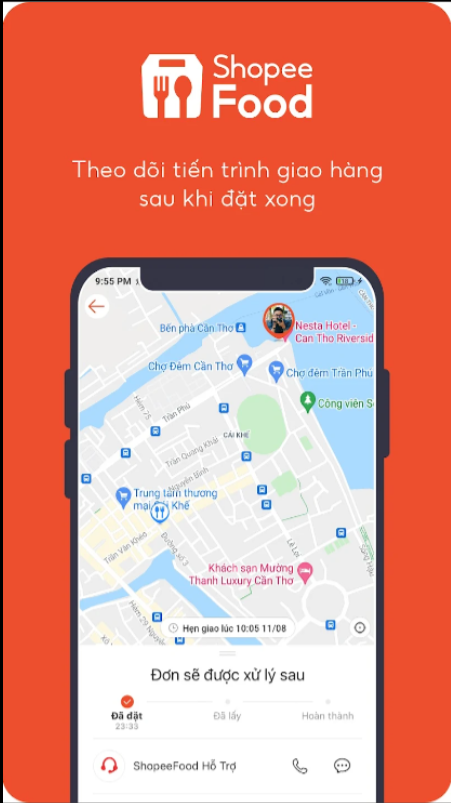 Shopee
Food
Theo dõi tiến trình giao hàng
sau khi đặt xong
9:55 PM
Bến phà Cần Thơ
Nesta Hotel -
Can Tho Riversid
Chợ Đêm Cần Thơ
Chợ đêm Trần Phú
Hẻm 75
Trần Phú
Công viên S
CÁI KHẾ
Trần Quang Khải
Nguyễn Bình
Trung tâm thương
mại Cái Khế
Trần Văn Khéo
Đường số 3
Lê Lợi
Khách sạn Mường
Thanh Luxury Cần Thơ
Hẻm 29
Hẹn giao lúc 10:05 11/08
Đơn sẽ được xử lý sau
Đã đặt
Đã lấy
Hoàn thành
23:33
ShopeeFood Hỗ Trợ